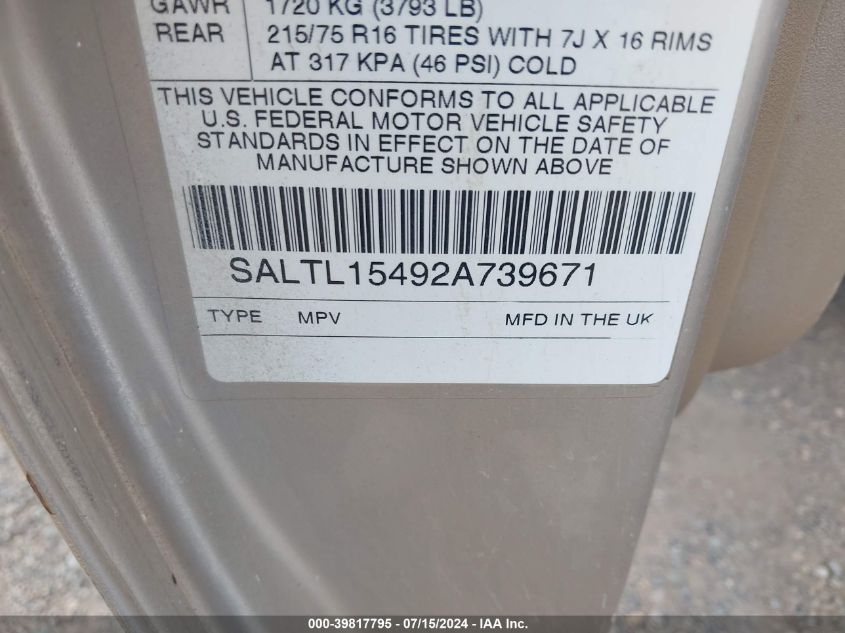 GAWR 1720 KG (3793 LB)
REAR 215/75 R16 TIRES WITH 7J X 16 RIMS
AT 317 KPA (46 PSI) COLD
THIS VEHICLE CONFORMS TO ALL APPLICABLE
U.S. FEDERAL MOTOR VEHICLE SAFETY
STANDARDS IN EFFECT ON THE DATE OF
MANUFACTURE SHOWN ABOVE
SALTL15492A739671
TYPE MPV MFD IN THE UK
000-39817795 - 07/15/2024 - IAA Inc.